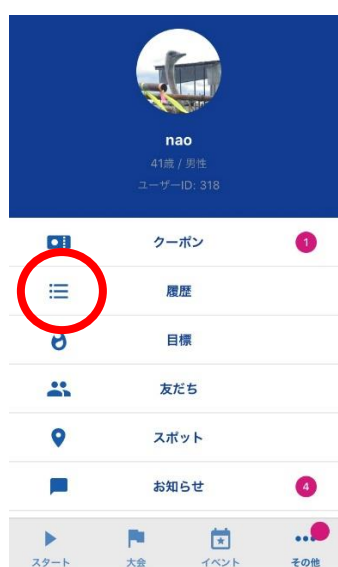 nao
41歳 / 男性
ユーザーID: 318
クーポン 1
履歴
目標
友だち
スポット
お知らせ 4
スタート 大会 イベント その他